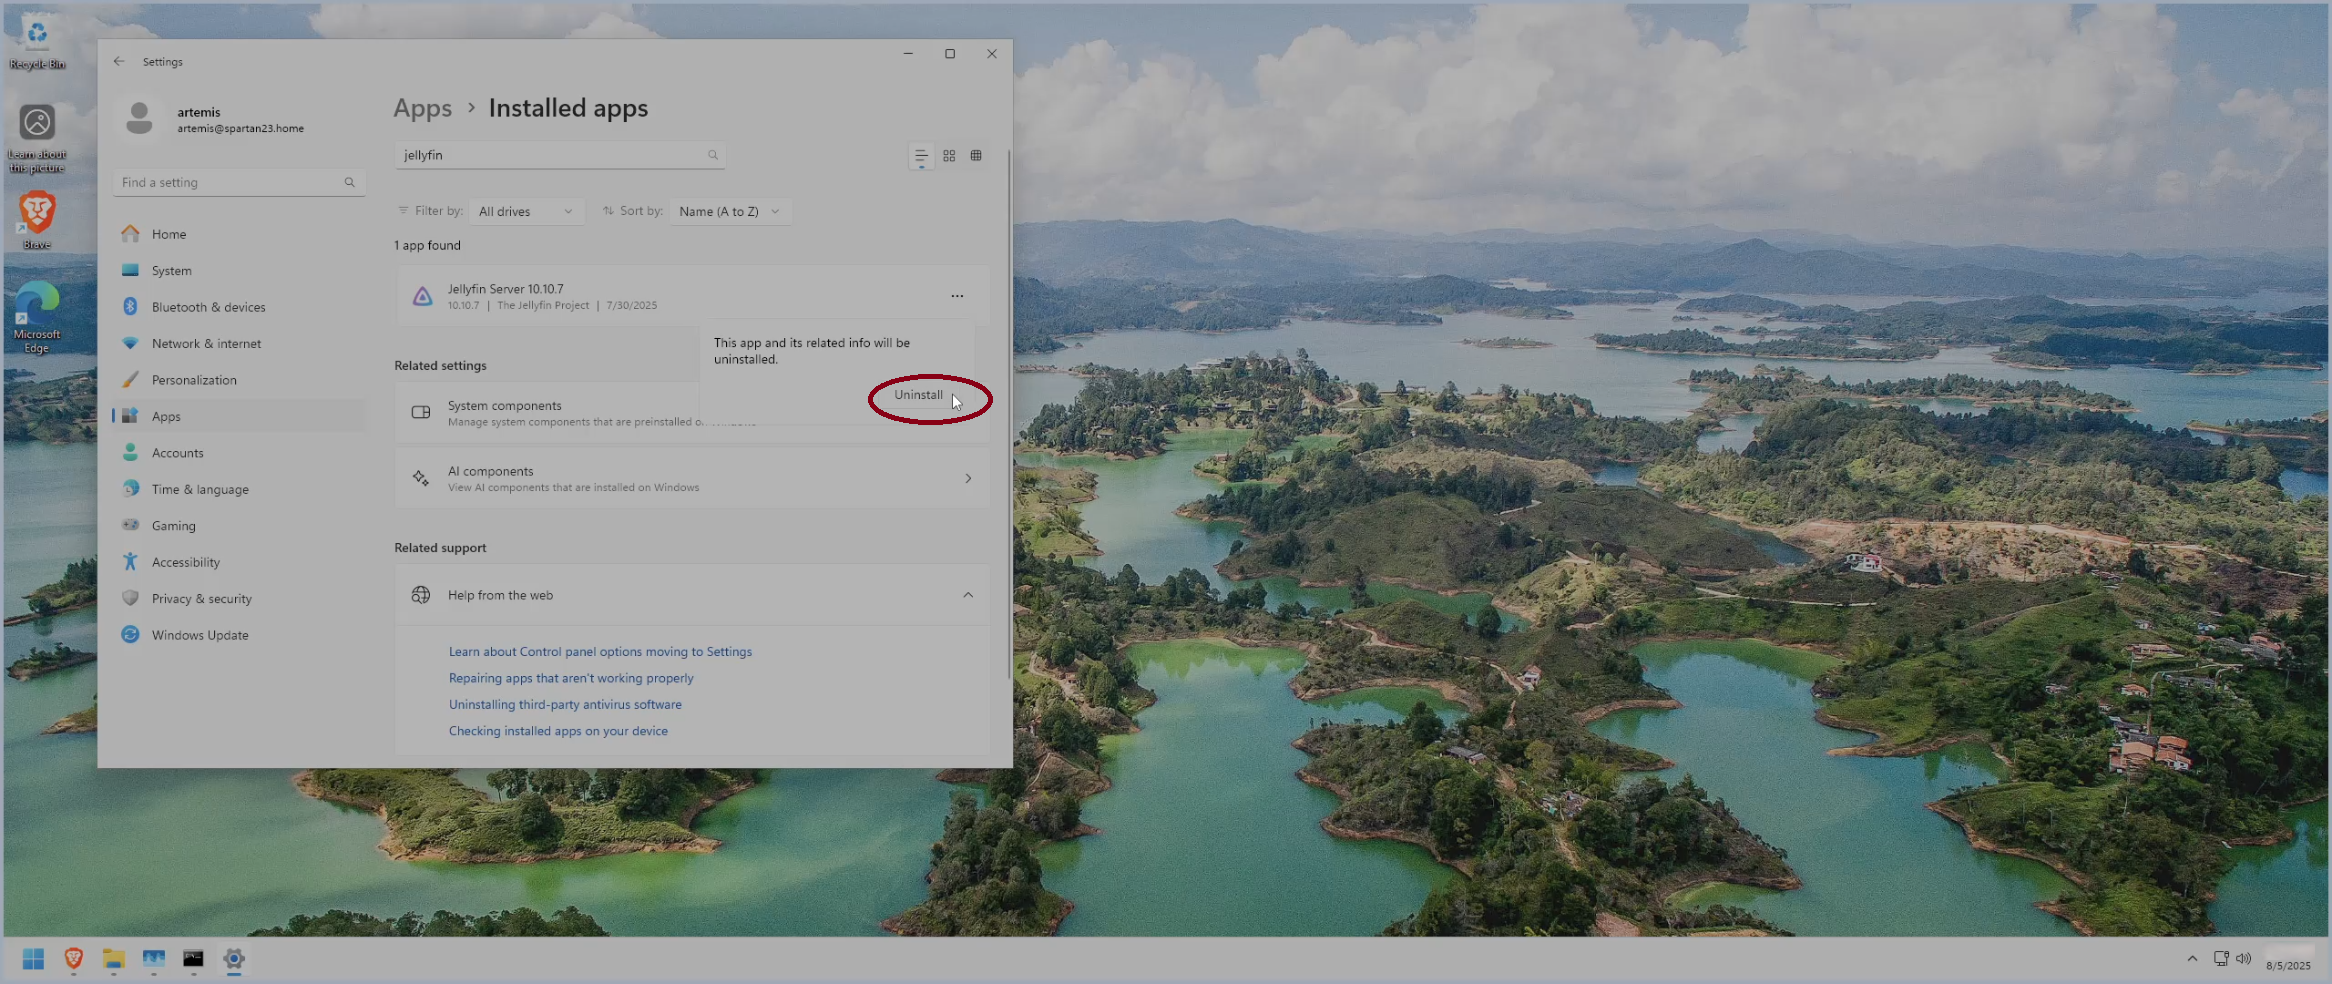 Recycle Bin
Learn about
this picture
Brave
Microsoft
Edge
Settings
artemis
artemis@spartan23.home
Find a setting
Home
System
Bluetooth & devices
Network & internet
Personalization
Apps
Accounts
Time & language
Gaming
Accessibility
Privacy & security
Windows Update
Apps > Installed apps
jellyfin
Filter by: All drives Sort by: Name (A to Z)
1 app found
Jellyfin Server 10.10.7
10.10.7 | The Jellyfin Project | 7/30/2025
This app and its related info will be
uninstalled.
Uninstall
Related settings
System components
Manage system components that are preinstalled on Windows
AI components
View AI components that are installed on Windows
Related support
Help from the web
Learn about Control panel options moving to Settings
Repairing apps that aren't working properly
Uninstalling third-party antivirus software
Checking installed apps on your device
8/5/2025